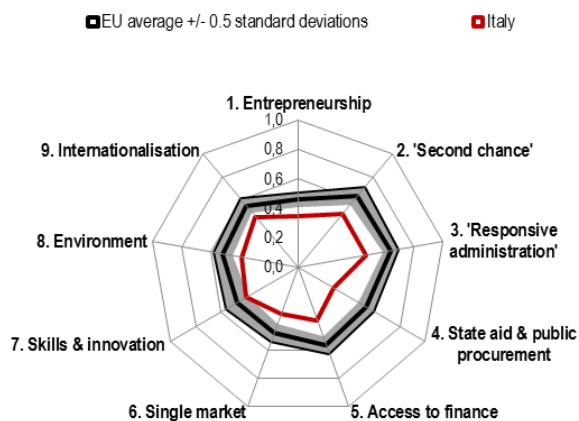 EU average +/- 0.5 standard deviations
Italy
1. Entrepreneurship
1,0
0,8
0,6
0,4
0,2
0,0
2. 'Second chance'
3. 'Responsive
administration'
4. State aid & public
procurement
5. Access to finance
6. Single market
7. Skills & innovation
8. Environment
9. Internationalisation